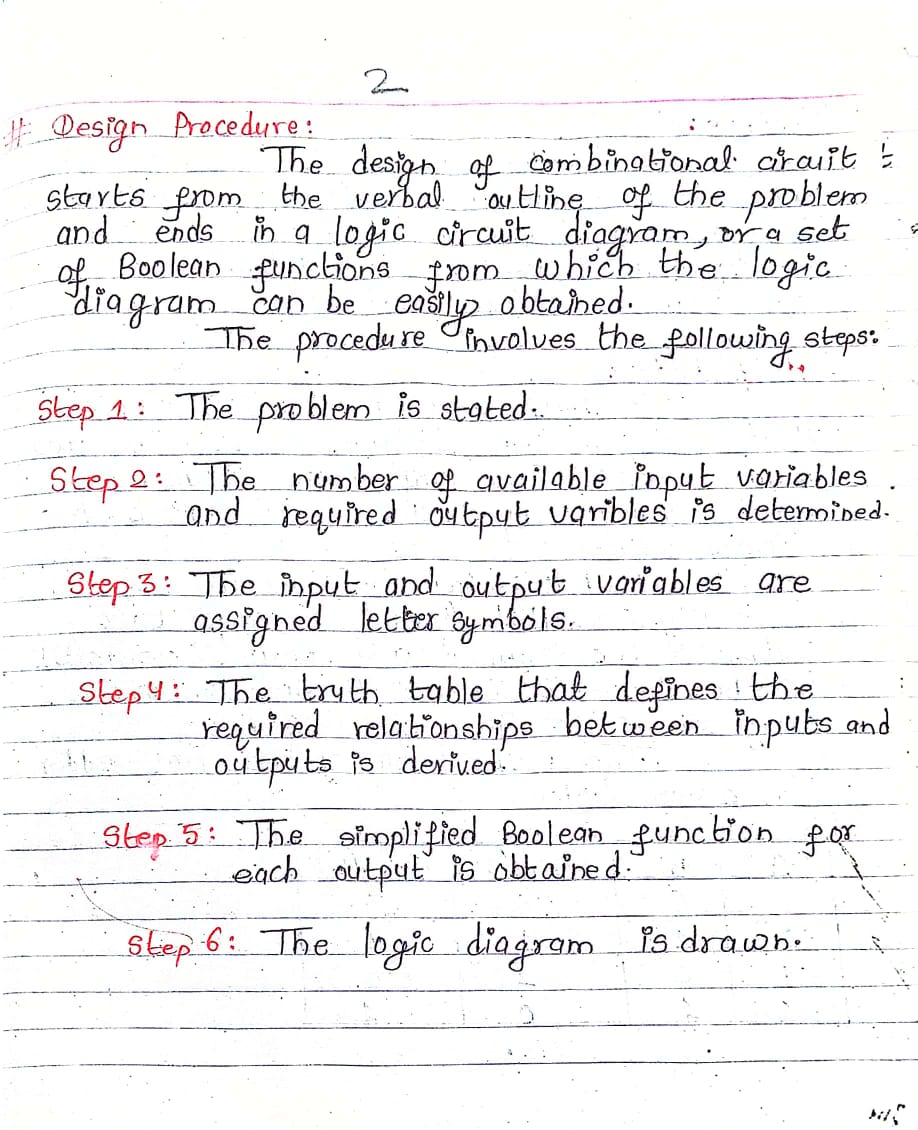 2
# Design Procedure:
The design of combinational circuit
starts from the verbal outline of the problem
and ends in a logic circuit diagram, or a set
of Boolean functions from which the logic
diagram can be easily obtained.
The procedure involves the following steps:
Step 1: The problem is stated.
Step 2: The number of available input variables
and required output varibles is determined.
Step 3: The input and output variables are
assigned letter symbols.
Step 4: The truth table that defines the
required relationships between inputs and
outputs is derived.
Step 5: The simplified Boolean function for
each output is obtained.
Step 6: The logic diagram is drawn.